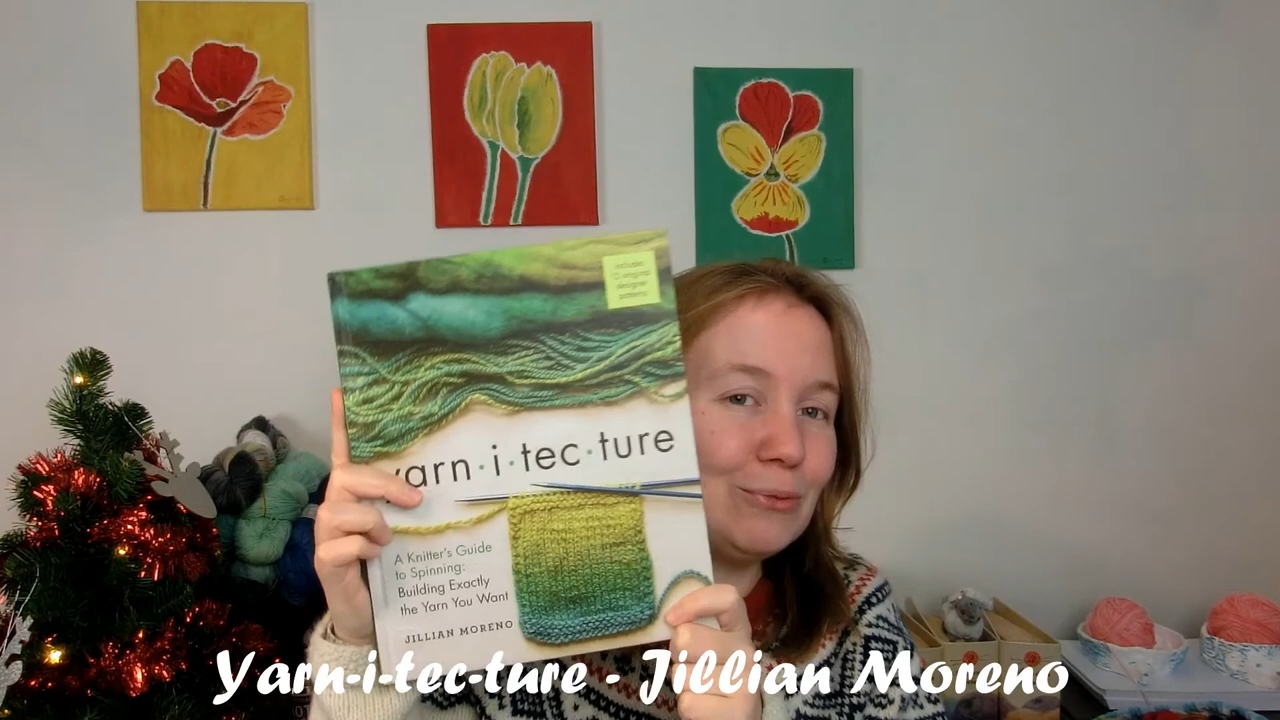 includes
12 original
designer
patterns
yarn·i·tec·ture
A Knitter's Guide
to Spinning:
Building Exactly
the Yarn You Want
JILLIAN MORENO
Yarn-i-tec-ture - Jillian Moreno